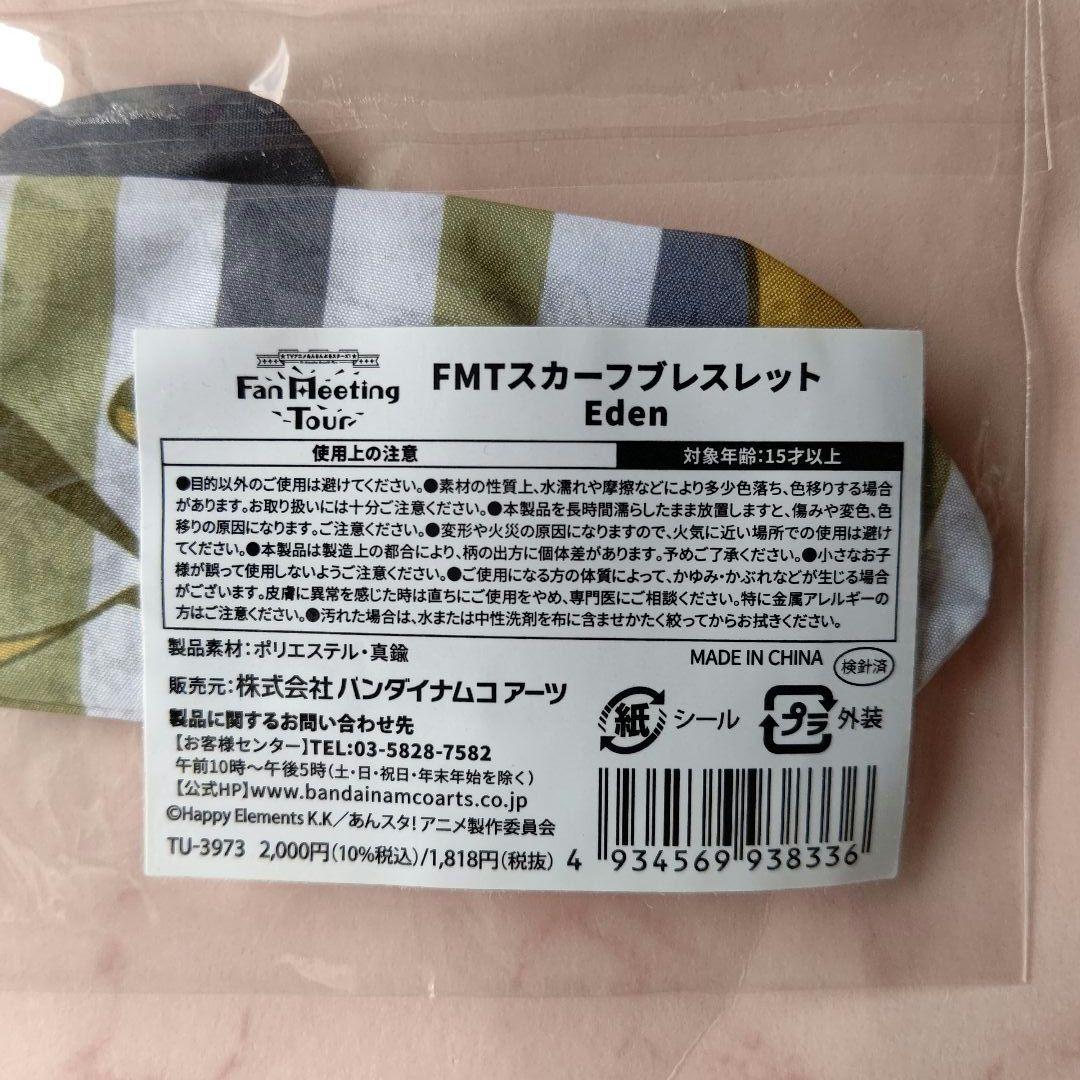 TVアニメあんさんぶるスターズ！
Fan Meeting
-Tour-
FMTスカーフブレスレット
Eden
使用上の注意
対象年齢:15才以上
●目的以外のご使用は避けてください。●素材の性質上、水濡れや摩擦などにより多少色落ち、色移りする場合
があります。お取り扱いには十分ご注意ください。●本製品を長時間濡らしたまま放置しますと、傷みや変色、色
移りの原因になります。ご注意ください。●変形や火災の原因になりますので、火気に近い場所での使用は避け
てください。●本製品は製造上の都合により、柄の出方に個体差があります。予めご了承ください。●小さなお子
様が誤って使用しないようご注意ください。●ご使用になる方の体質によって、かゆみ・かぶれなどが生じる場合
がございます。皮膚に異常を感じた時は直ちにご使用をやめ、専門医にご相談ください。特に金属アレルギーの
方はご注意ください。●汚れた場合は、水または中性洗剤を布に含ませかたく絞ってからお拭きください。
製品素材:ポリエステル・真鍮
MADE IN CHINA
検針済
販売元:株式会社 バンダイナムコ アーツ
製品に関するお問い合わせ先
【お客様センター】TEL:03-5828-7582
午前10時〜午後5時(土・日・祝日・年末年始を除く)
【公式HP】www.bandainamcoarts.co.jp
紙 シール
プラ 外装
©Happy Elements K.K／あんスタ!アニメ製作委員会
TU-3973 2,000円(10%税込)/1,818円(税抜)
4 934569 938336